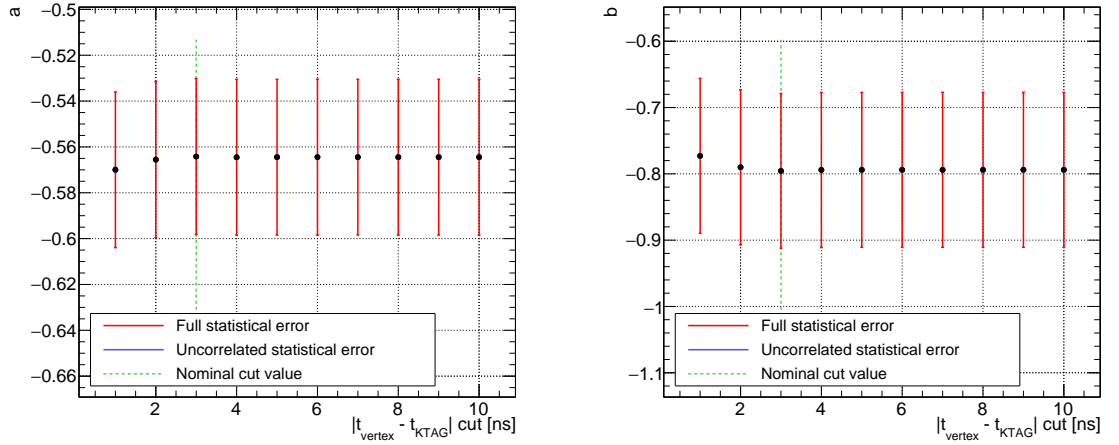 a
−0.5
−0.52
−0.54
−0.56
−0.58
−0.6
−0.62
−0.64
−0.66
Full statistical error
Uncorrelated statistical error
Nominal cut value
2 4 6 8 10
|t_vertex - t_KTAG| cut [ns]
b
−0.6
−0.7
−0.8
−0.9
−1
−1.1
Full statistical error
Uncorrelated statistical error
Nominal cut value
2 4 6 8 10
|t_vertex - t_KTAG| cut [ns]